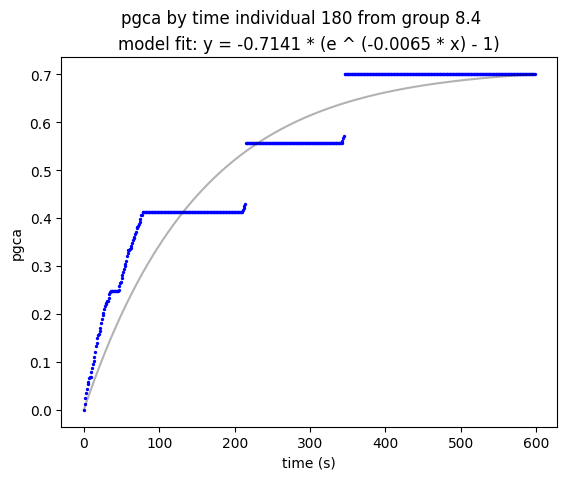 pgca by time individual 180 from group 8.4
model fit: y = -0.7141 * (e ^ (-0.0065 * x) - 1)
0.7
0.6
0.5
0.4
0.3
0.2
0.1
0.0
pgca
0 100 200 300 400 500 600
time (s)